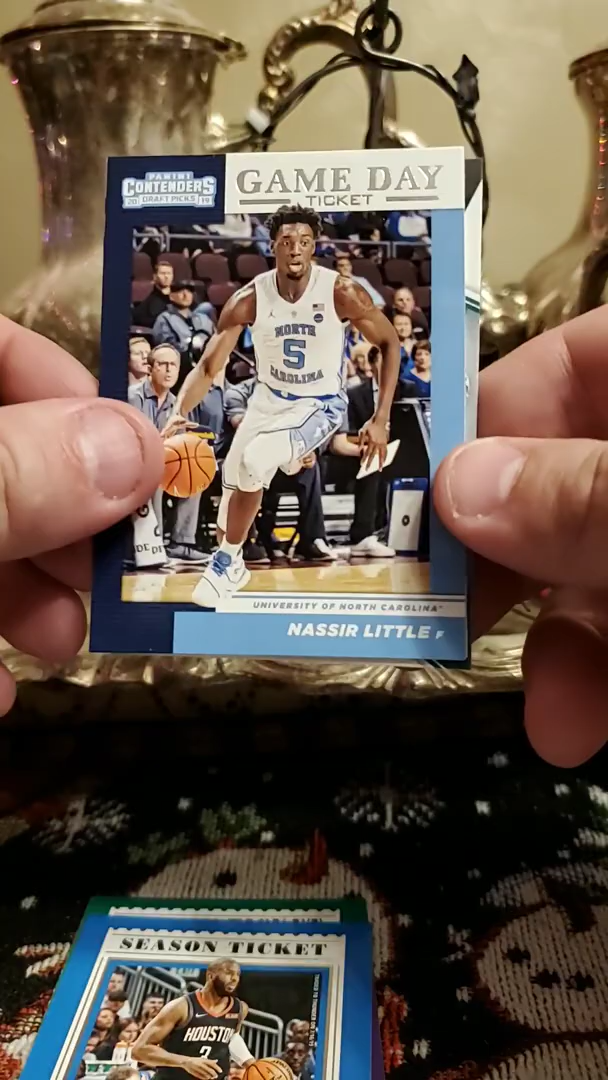 PANINI
CONTENDERS
20 DRAFT PICKS 19
GAME DAY
TICKET
NORTH
5
CAROLINA
UNIVERSITY OF NORTH CAROLINA
NASSIR LITTLE F
SEASON TICKET
HOUSTON